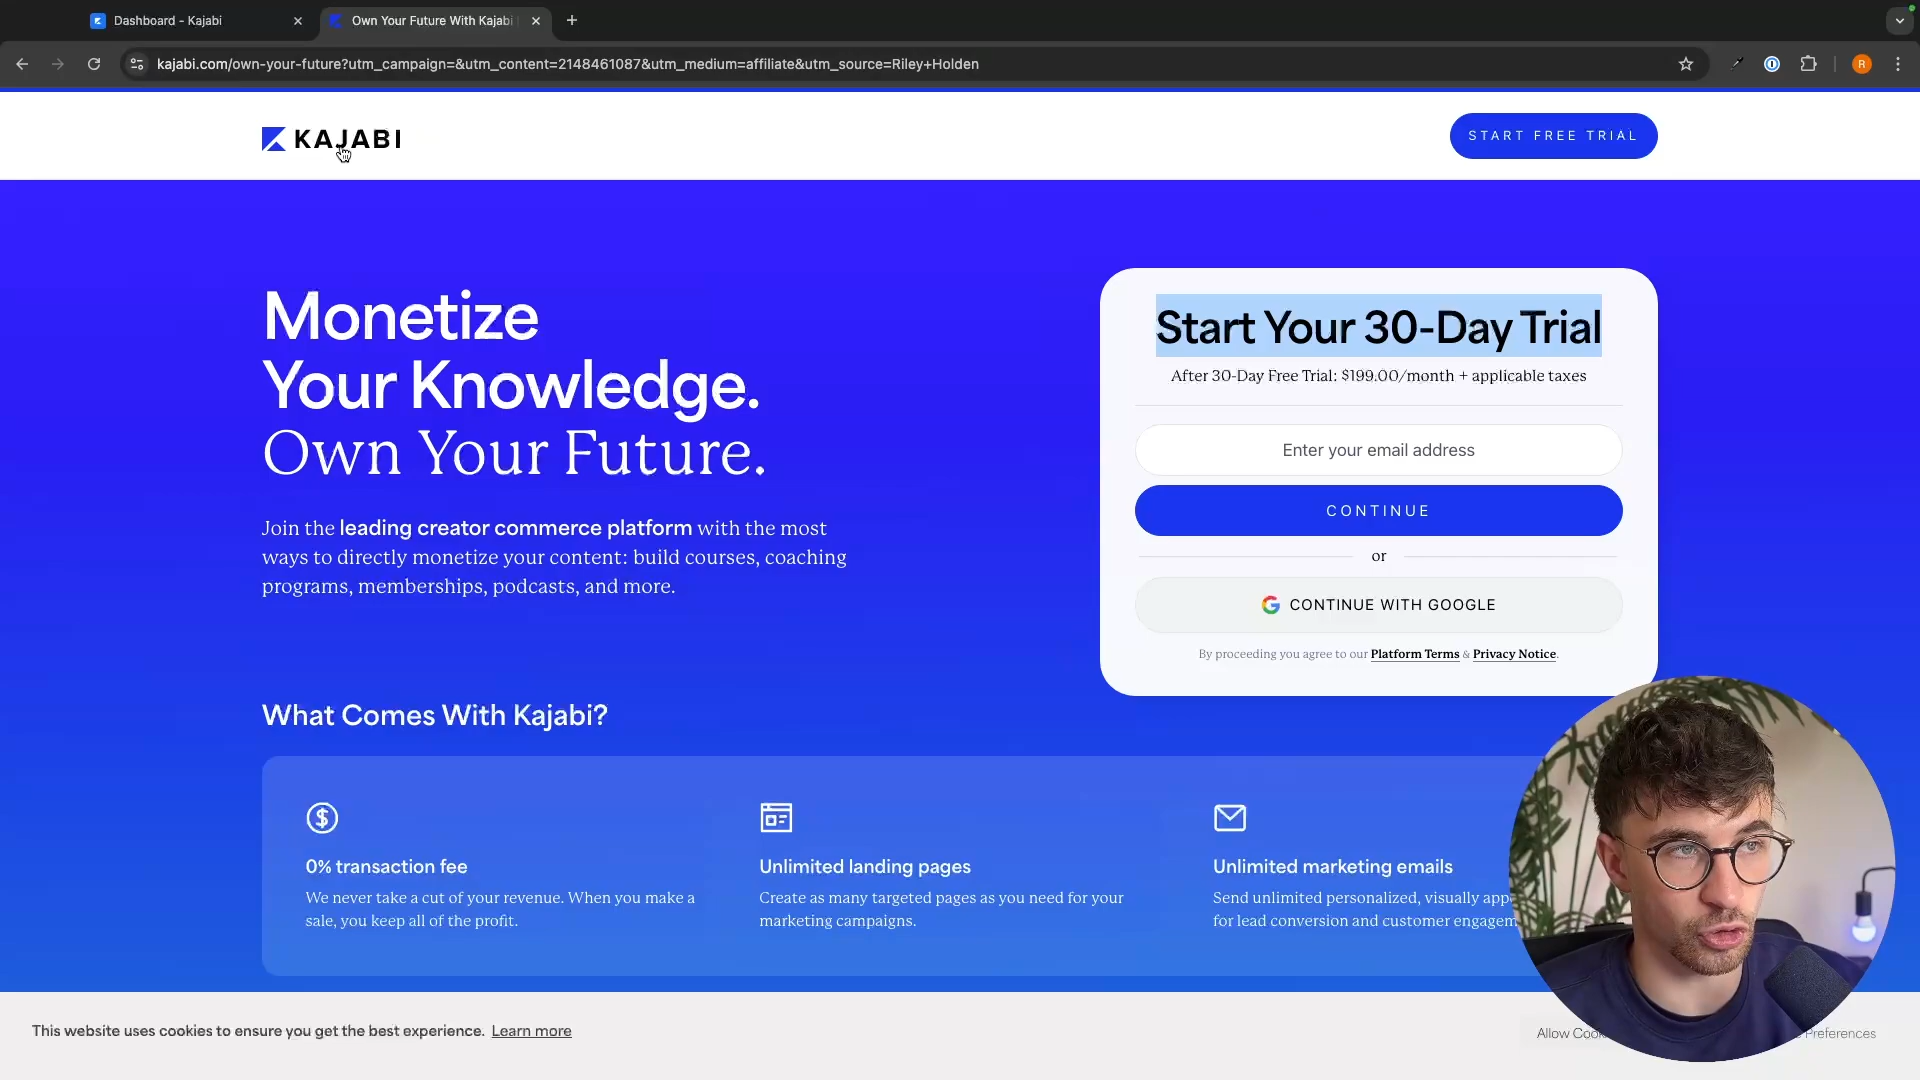 Dashboard - Kajabi
Own Your Future With Kajabi
kajabi.com/own-your-future?utm_campaign=&utm_content=2148461087&utm_medium=affiliate&utm_source=Riley+Holden
R
KAJABI
START FREE TRIAL
Monetize
Your Knowledge.
Own Your Future.
Join the leading creator commerce platform with the most
ways to directly monetize your content: build courses, coaching
programs, memberships, podcasts, and more.
Start Your 30-Day Trial
After 30-Day Free Trial: $199.00/month + applicable taxes
Enter your email address
CONTINUE
or
CONTINUE WITH GOOGLE
By proceeding you agree to our Platform Terms & Privacy Notice.
What Comes With Kajabi?
0% transaction fee
We never take a cut of your revenue. When you make a
sale, you keep all of the profit.
Unlimited landing pages
Create as many targeted pages as you need for your
marketing campaigns.
Unlimited marketing emails
Send unlimited personalized, visually
for lead conversion and customer
This website uses cookies to ensure you get the best experience. Learn more
Allow
Preferences